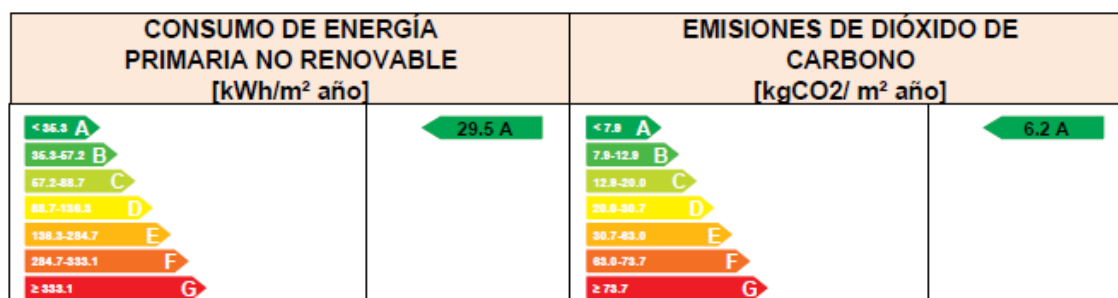 CONSUMO DE ENERGÍA
PRIMARIA NO RENOVABLE
[kWh/m² año]
EMISIONES DE DIÓXIDO DE
CARBONO
[kgCO2/ m² año]
< 35.3 A
35.3-57.2 B
57.2-88.7 C
88.7-136.3 D
136.3-284.7 E
284.7-333.1 F
≥ 333.1 G
29.5 A
< 7.9 A
7.9-12.9 B
12.9-20.0 C
20.0-30.7 D
30.7-63.0 E
63.0-73.7 F
≥ 73.7 G
6.2 A